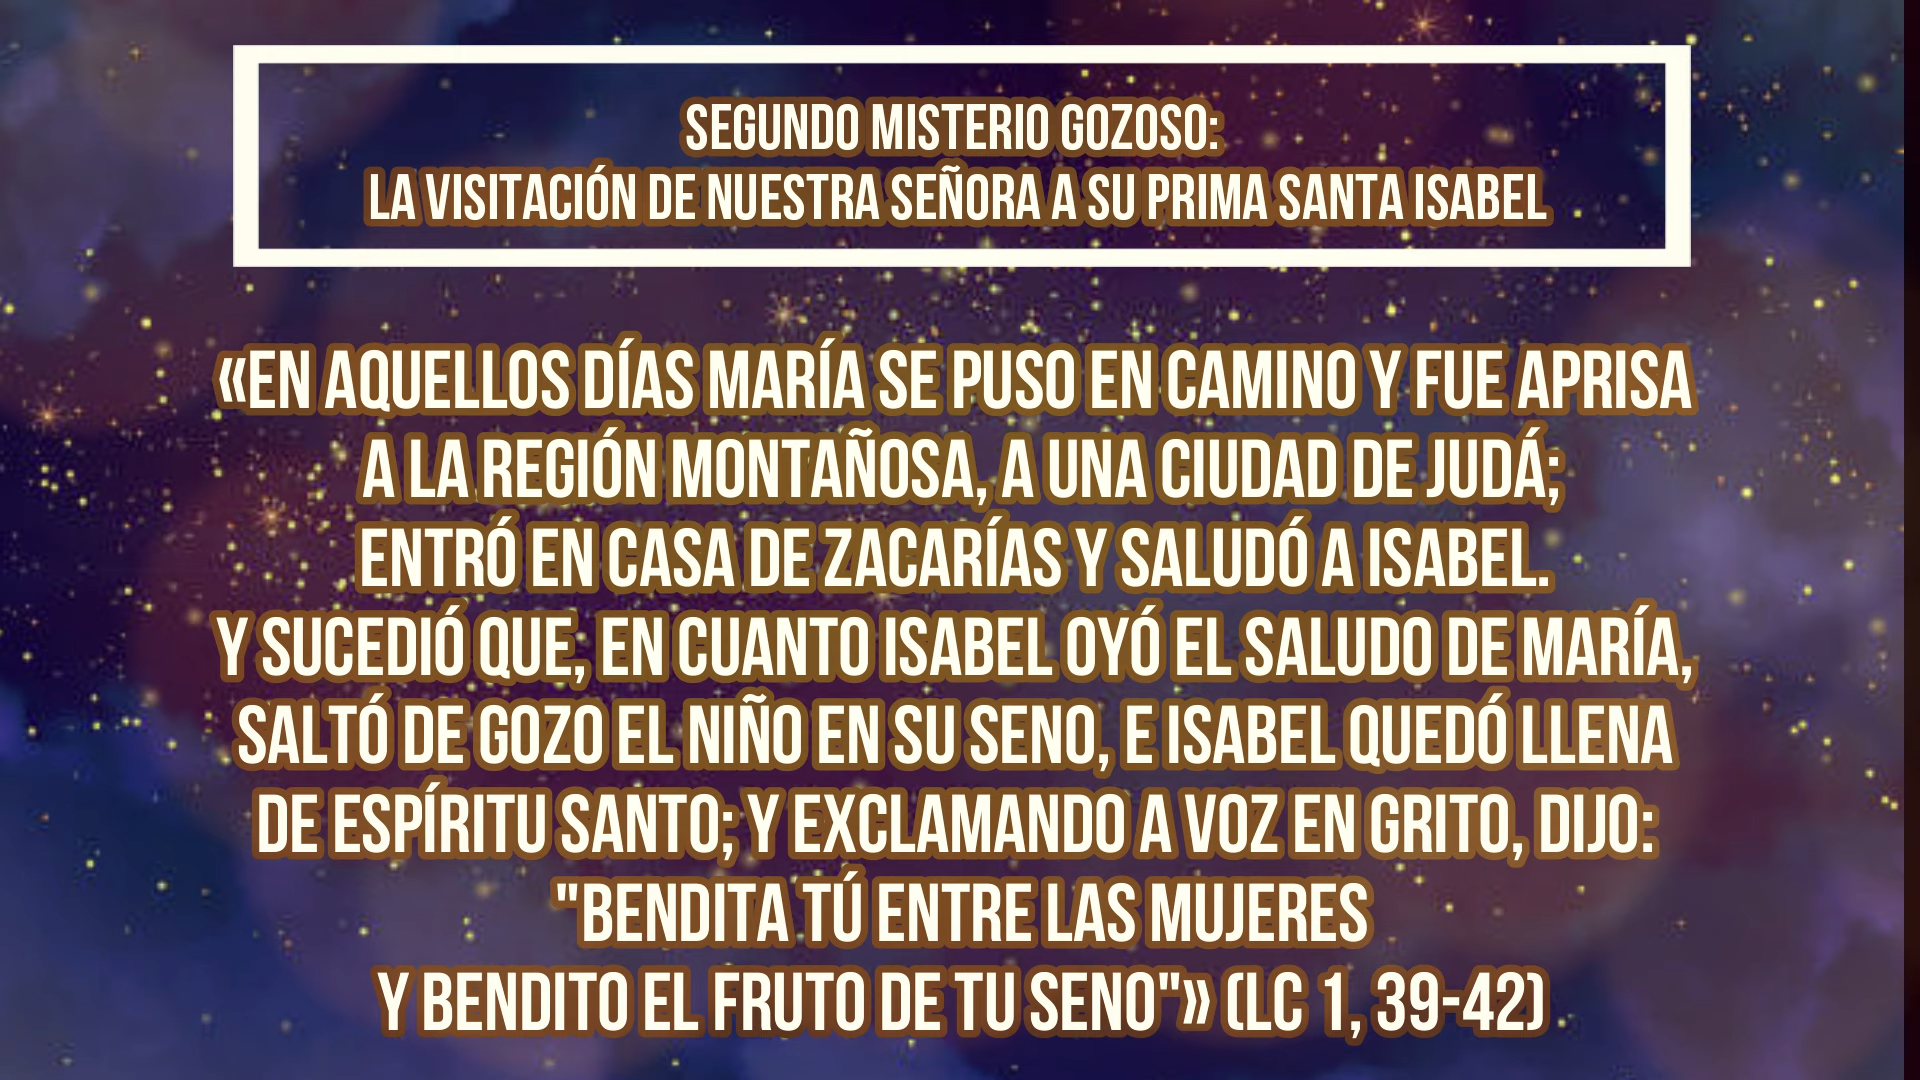 SEGUNDO MISTERIO GOZOSO:
LA VISITACIÓN DE NUESTRA SEÑORA A SU PRIMA SANTA ISABEL
«EN AQUELLOS DÍAS MARÍA SE PUSO EN CAMINO Y FUE APRISA
A LA REGIÓN MONTAÑOSA, A UNA CIUDAD DE JUDÁ;
ENTRÓ EN CASA DE ZACARÍAS Y SALUDÓ A ISABEL.
Y SUCEDIÓ QUE, EN CUANTO ISABEL OYÓ EL SALUDO DE MARÍA,
SALTÓ DE GOZO EL NIÑO EN SU SENO, E ISABEL QUEDÓ LLENA
DE ESPÍRITU SANTO; Y EXCLAMANDO A VOZ EN GRITO, DIJO:
"BENDITA TÚ ENTRE LAS MUJERES
Y BENDITO EL FRUTO DE TU SENO"» (LC 1, 39-42)